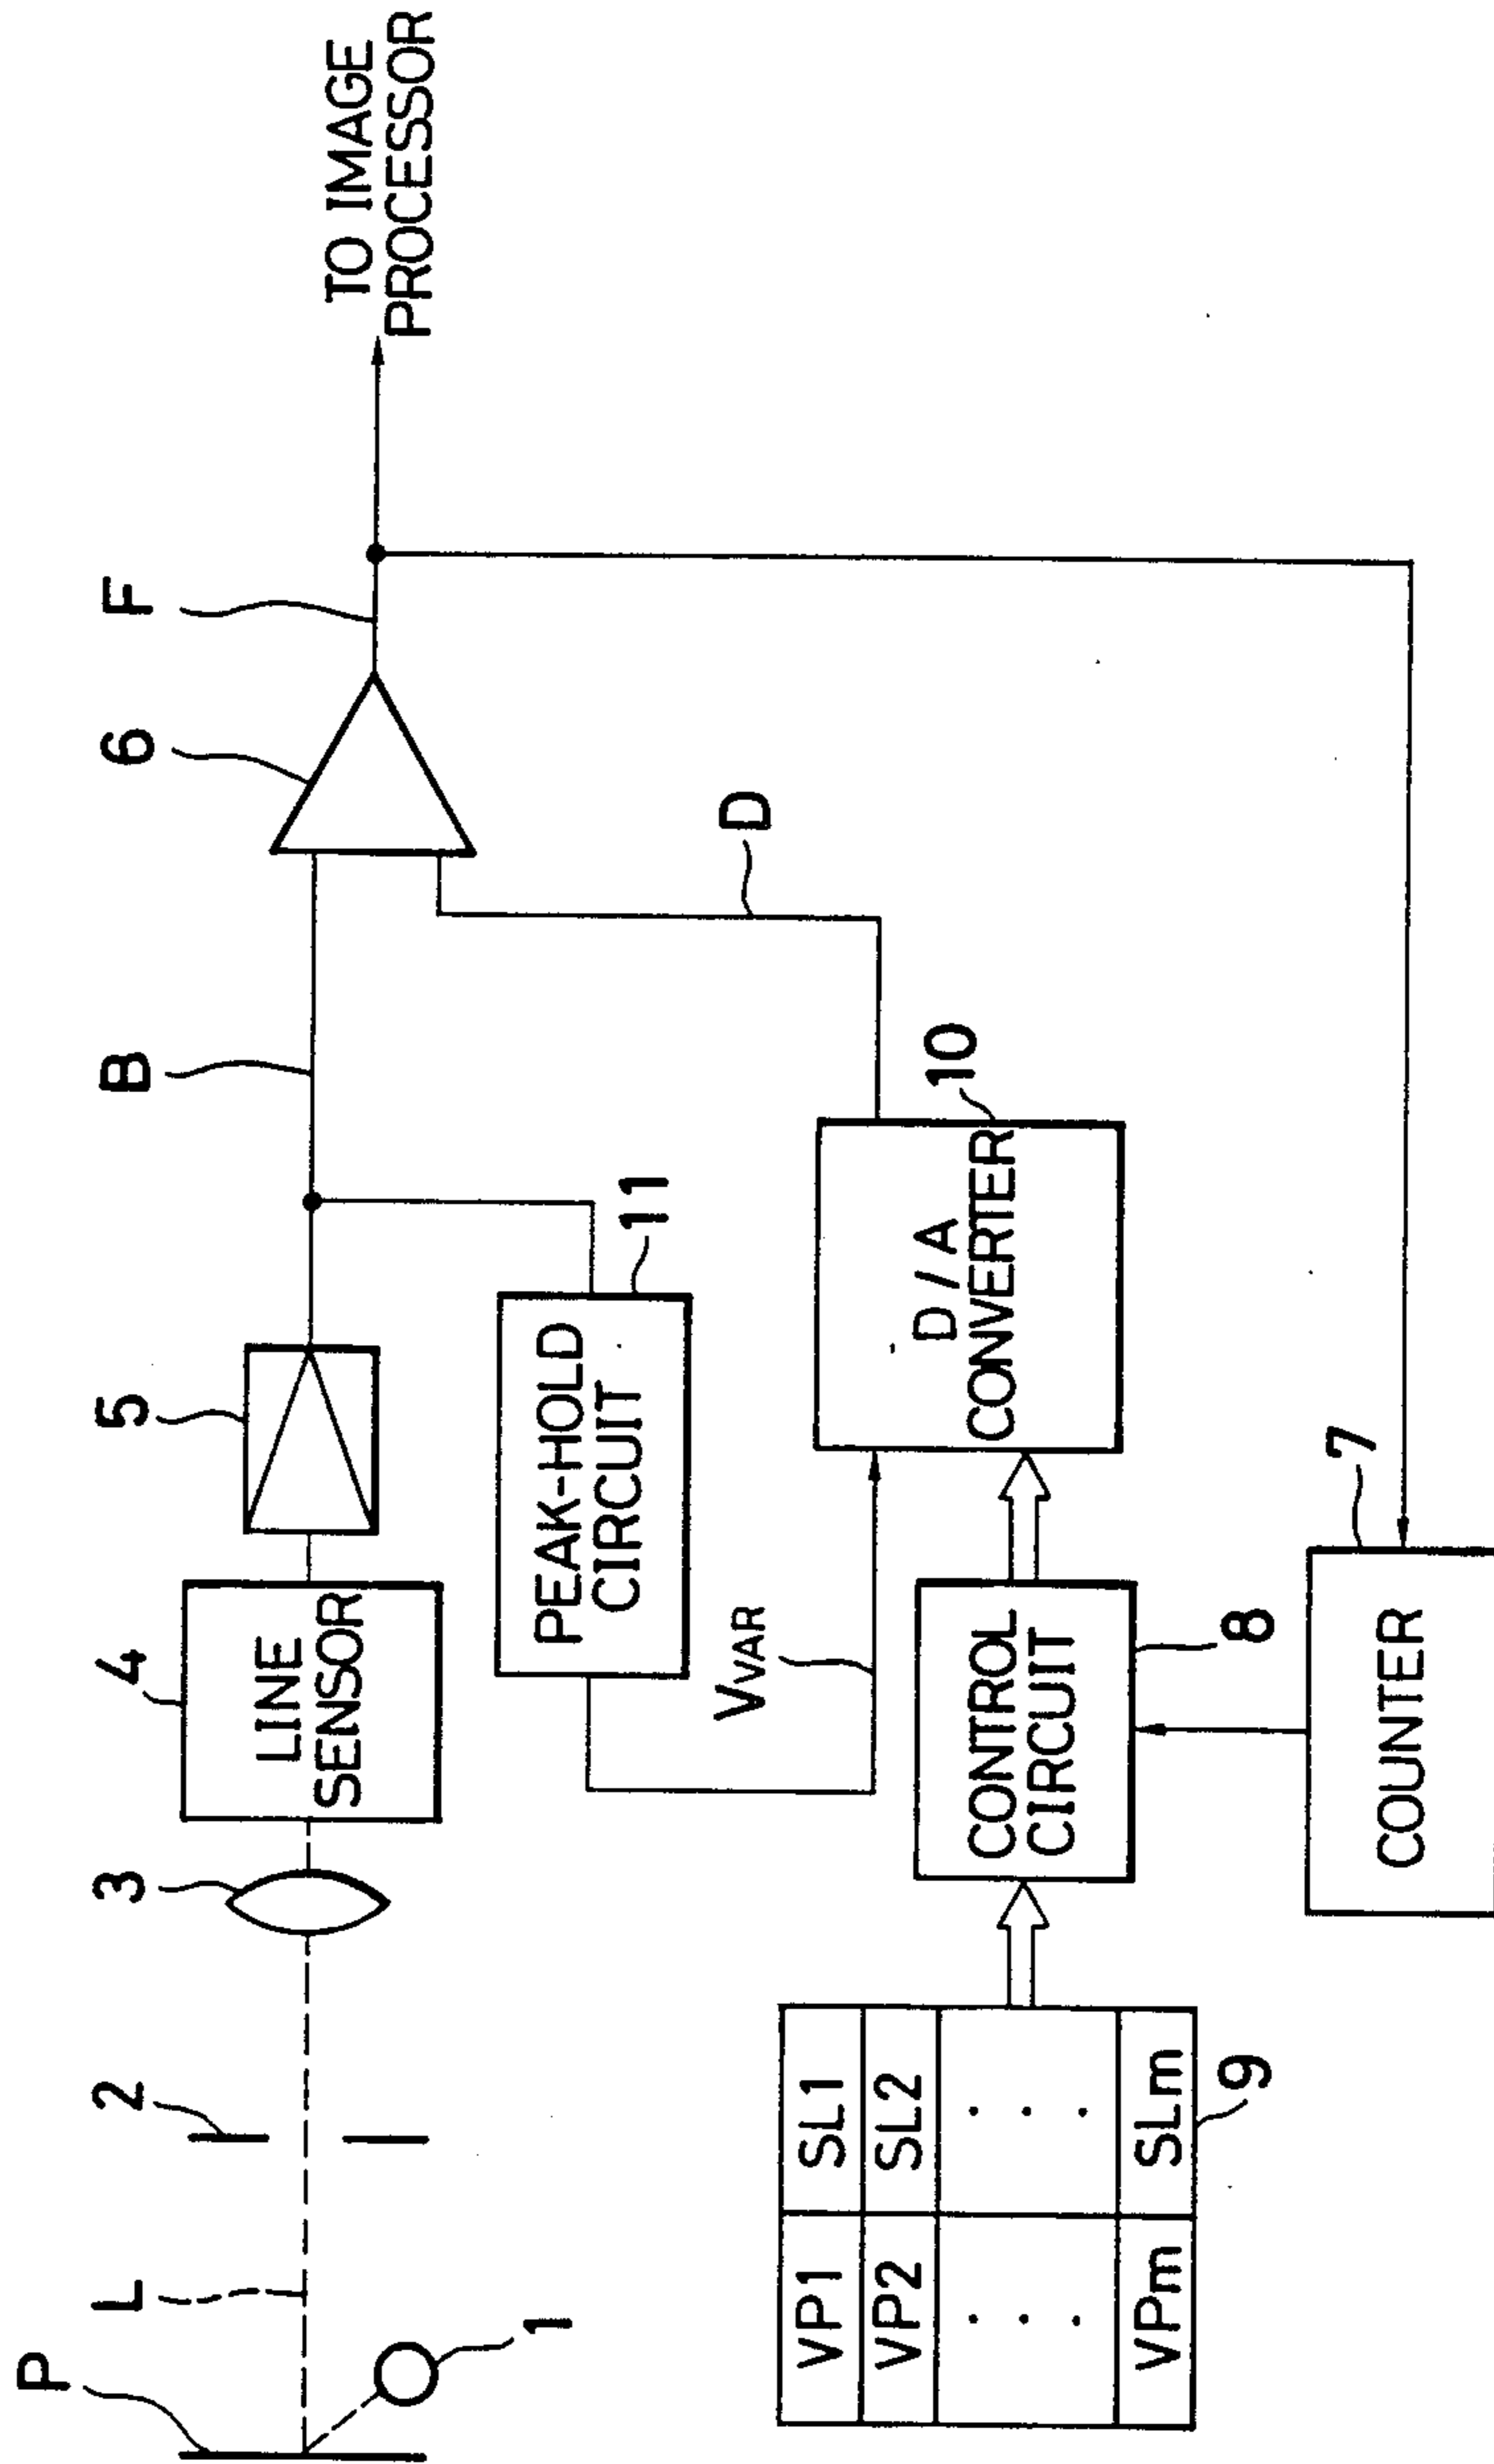 P
L
2
3
4
5
B
6
F
LINE
SENSOR
TO IMAGE
PROCESSOR
1
PEAK-HOLD
CIRCUIT
11
VVAR
D
VP1 SL1
VP2 SL2
. . . . . .
VPm SLm
9
CONTROL
CIRCUIT
8
D / A
CONVERTER
10
COUNTER
7